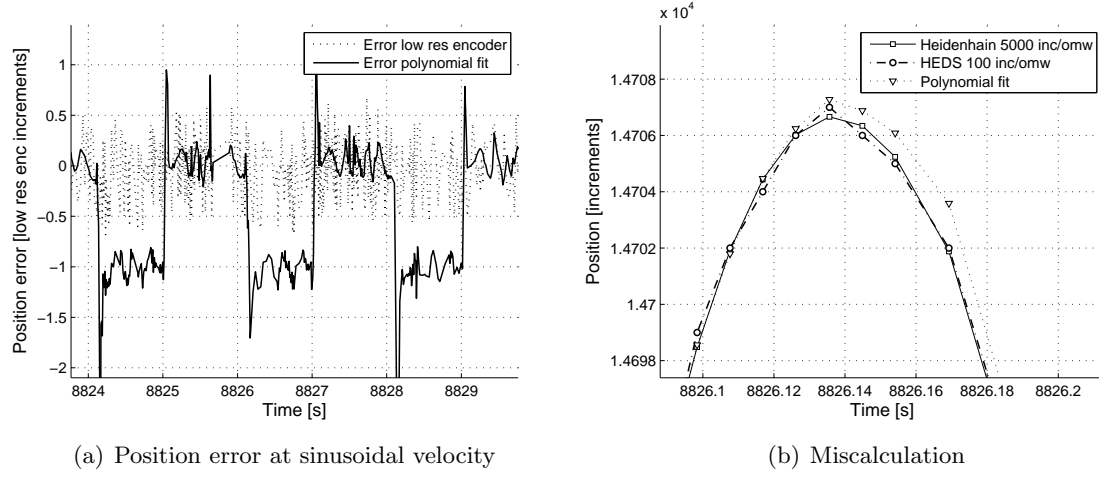 Position error [low res enc increments]
1
0.5
0
−0.5
−1
−1.5
−2
Error low res encoder
Error polynomial fit
8824 8825 8826 8827 8828 8829
Time [s]
(a) Position error at sinusoidal velocity
x 10^4
Position [increments]
1.4708
1.4706
1.4704
1.4702
1.47
1.4698
Heidenhain 5000 inc/omw
HEDS 100 inc/omw
Polynomial fit
8826.1 8826.12 8826.14 8826.16 8826.18 8826.2
Time [s]
(b) Miscalculation